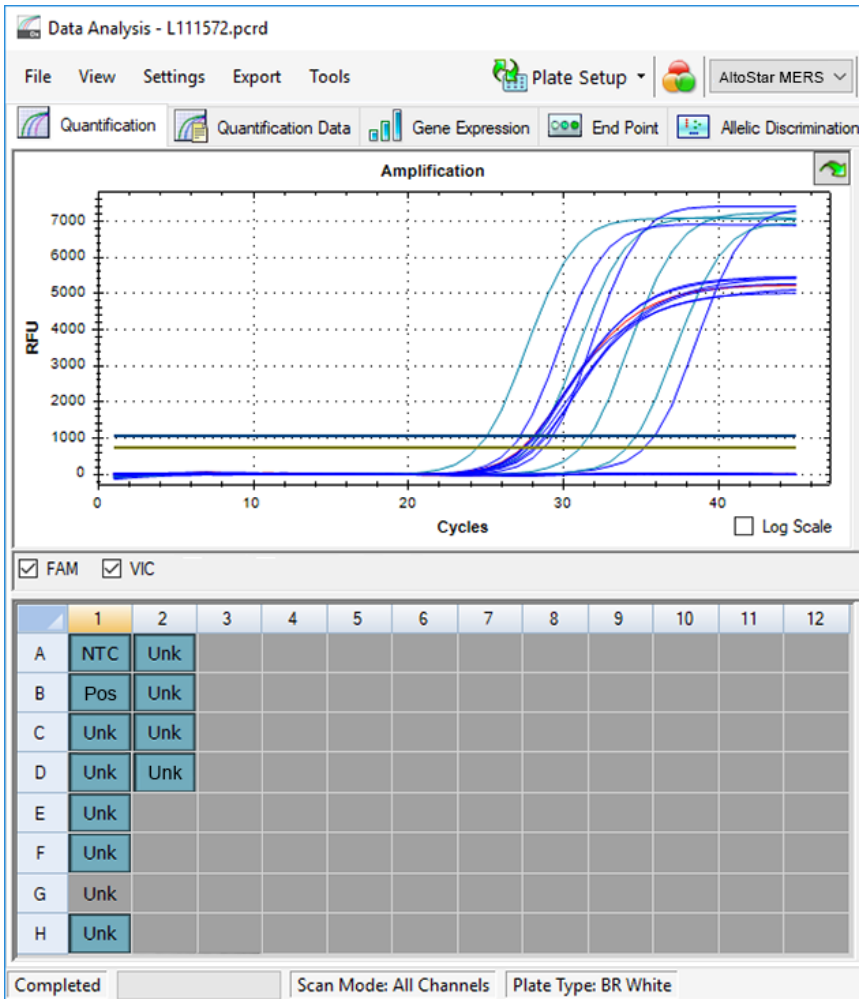 Data Analysis - L111572.pcrd
File View Settings Export Tools Plate Setup AltoStar MERS
Quantification Quantification Data Gene Expression End Point Allelic Discrimination
Amplification
7000
6000
5000
4000
3000
2000
1000
0
RFU
0 10 20 30 40
Cycles
Log Scale
FAM VIC
1 2 3 4 5 6 7 8 9 10 11 12
A NTC Unk
B Pos Unk
C Unk Unk
D Unk Unk
E Unk
F Unk
G Unk
H Unk
Completed Scan Mode: All Channels Plate Type: BR White